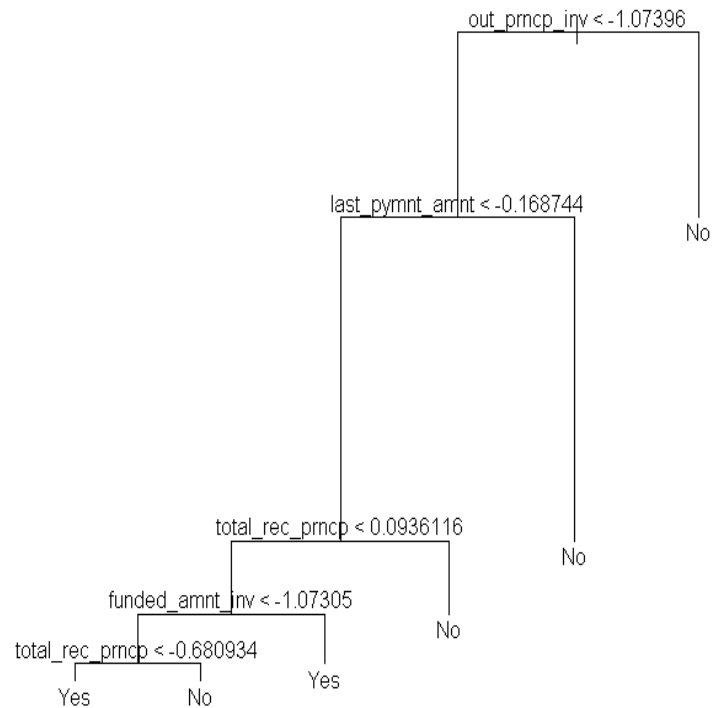 out_prncp_inv < -1.07396
last_pymnt_amnt < -0.168744
No
total_rec_prncp < 0.0936116
No
funded_amnt_inv < -1.07305
No
total_rec_prncp < -0.680934
Yes
Yes
No